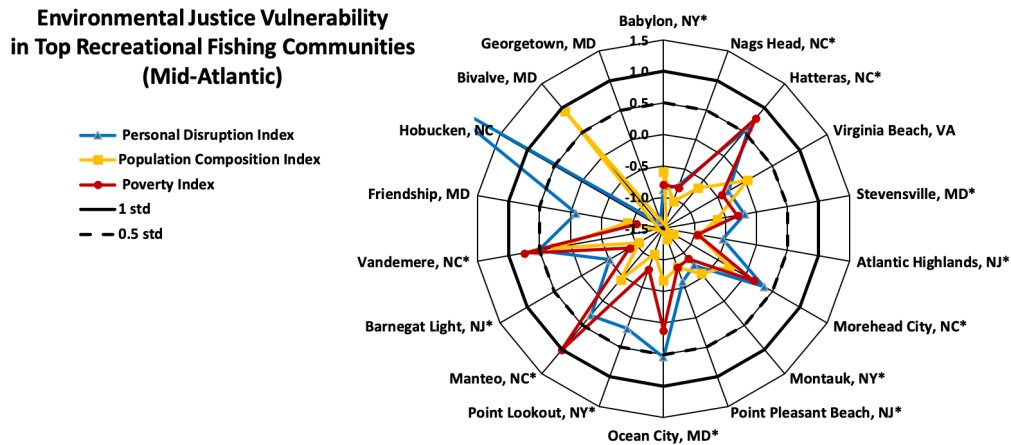 Environmental Justice Vulnerability
in Top Recreational Fishing Communities
(Mid-Atlantic)
Personal Disruption Index
Population Composition Index
Poverty Index
1 std
0.5 std
Babylon, NY*
Nags Head, NC*
Hatteras, NC*
Virginia Beach, VA
Stevensville, MD*
Atlantic Highlands, NJ*
Morehead City, NC*
Montauk, NY*
Point Pleasant Beach, NJ*
Ocean City, MD*
Point Lookout, NY*
Manteo, NC*
Barnegat Light, NJ*
Vandemere, NC*
Friendship, MD
Hobucken, NC
Bivalve, MD
Georgetown, MD
1.5
1.0
0.5
0.0
-0.5
-1.0
-1.5